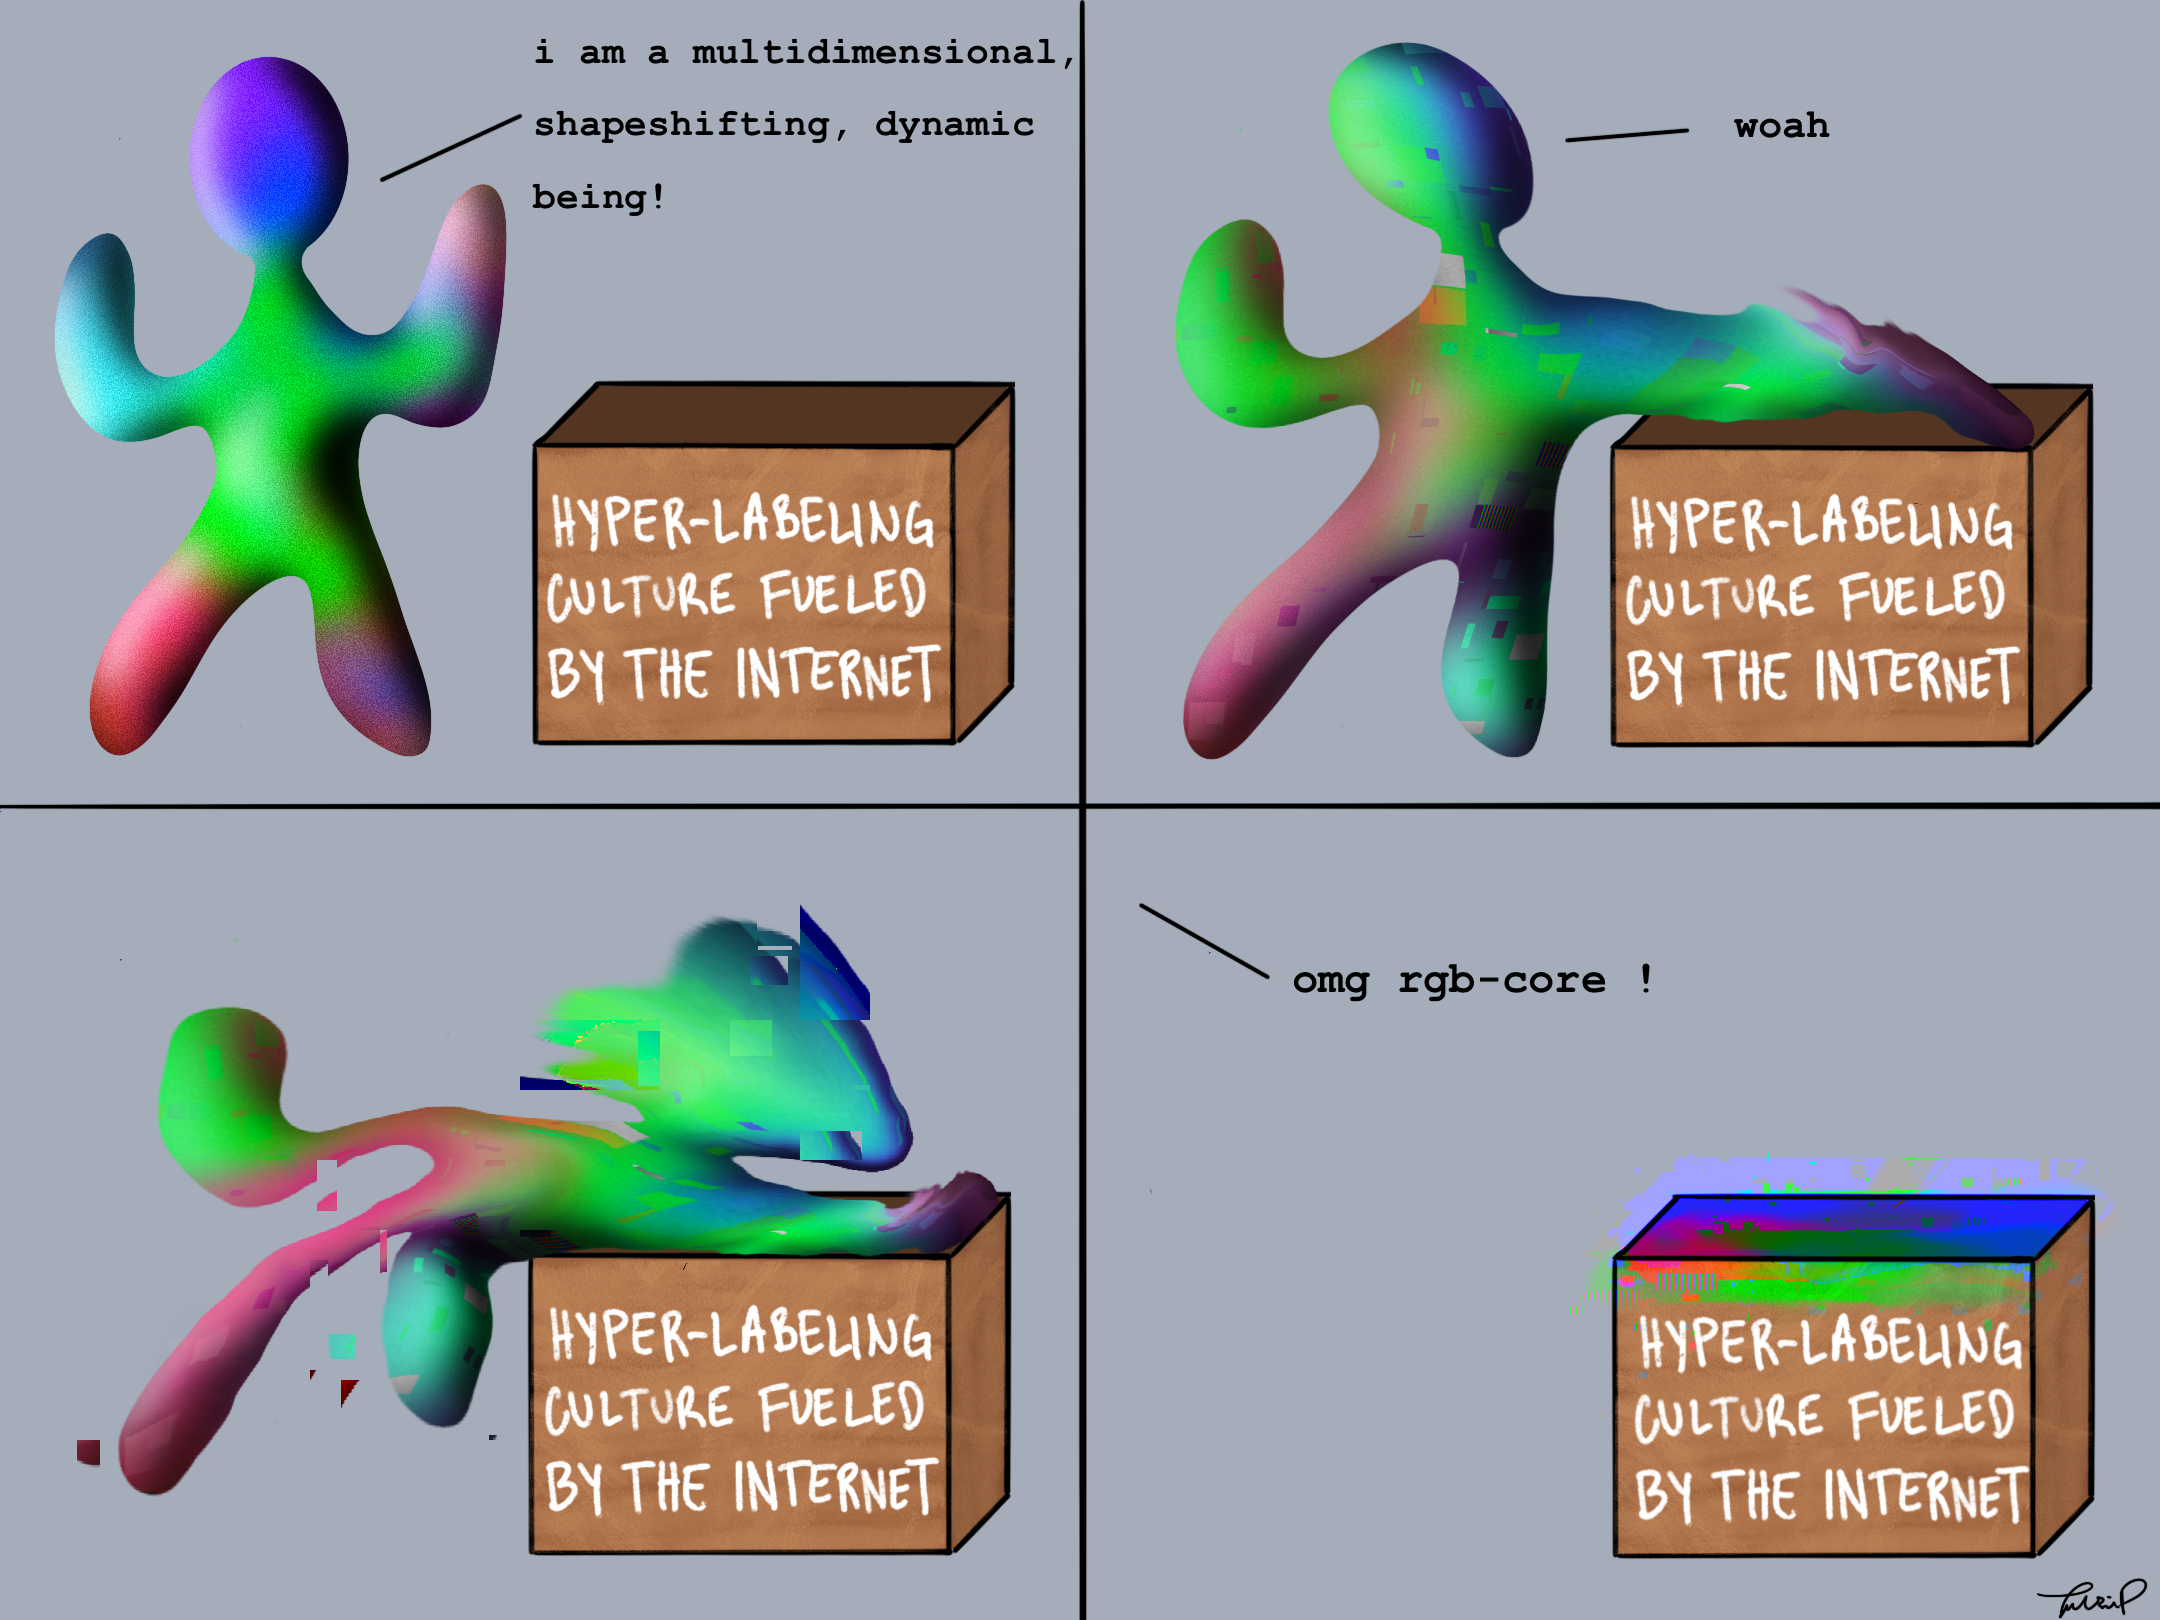 i am a multidimensional,
shapeshifting, dynamic
being!
HYPER-LABELING
CULTURE FUELED
BY THE INTERNET
woah
HYPER-LABELING
CULTURE FUELED
BY THE INTERNET
HYPER-LABELING
CULTURE FUELED
BY THE INTERNET
omg rgb-core !
HYPER-LABELING
CULTURE FUELED
BY THE INTERNET